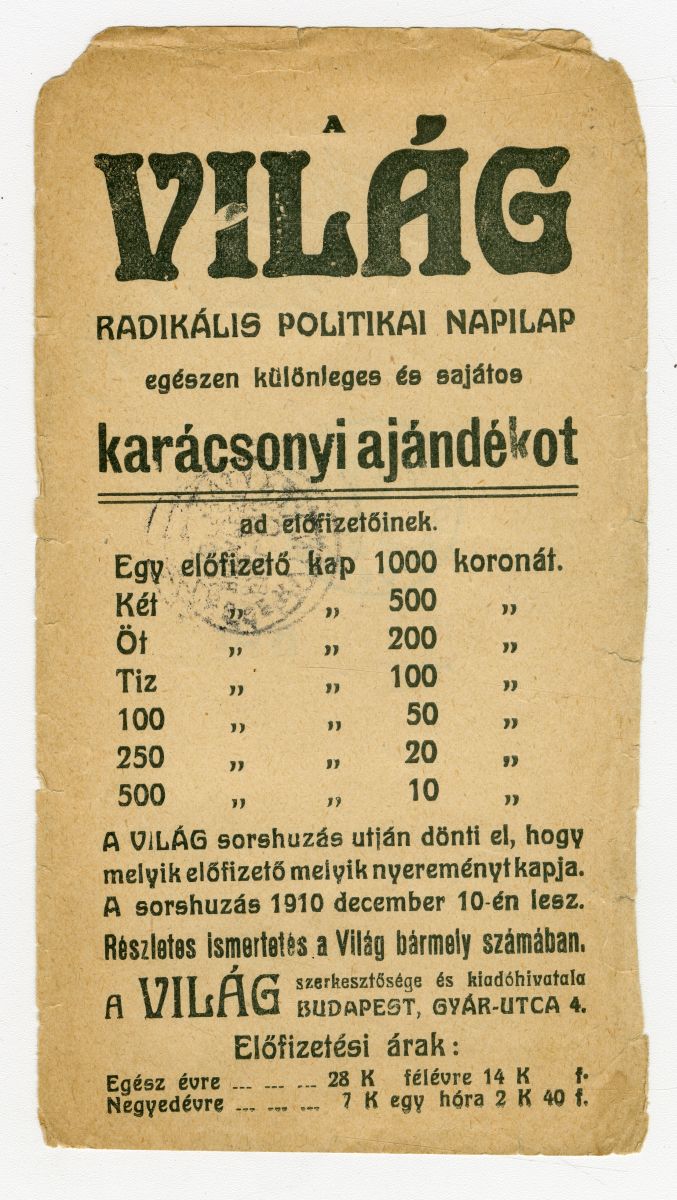 A
VILÁG
RADIKÁLIS POLITIKAI NAPILAP
egészen különleges és sajátos
karácsonyi ajándékot
ad előfizetőinek.
Egy előfizető kap 1000 koronát.
Két „ „ 500 „
Öt „ „ 200 „
Tiz „ „ 100 „
100 „ „ 50 „
250 „ „ 20 „
500 „ „ 10 „
A VILÁG sorshuzás utján dönti el, hogy
melyik előfizető melyik nyereményt kapja.
A sorshuzás 1910 december 10-én lesz.
Részletes ismertetés a Világ bármely számában.
A VILÁG szerkesztősége és kiadóhivatala
BUDAPEST, GYÁR-UTCA 4.
Előfizetési árak:
Egész évre ... ... ... 28 K félévre 14 K f.
Negyedévre ... ... ... 7 K egy hóra 2 K 40 f.